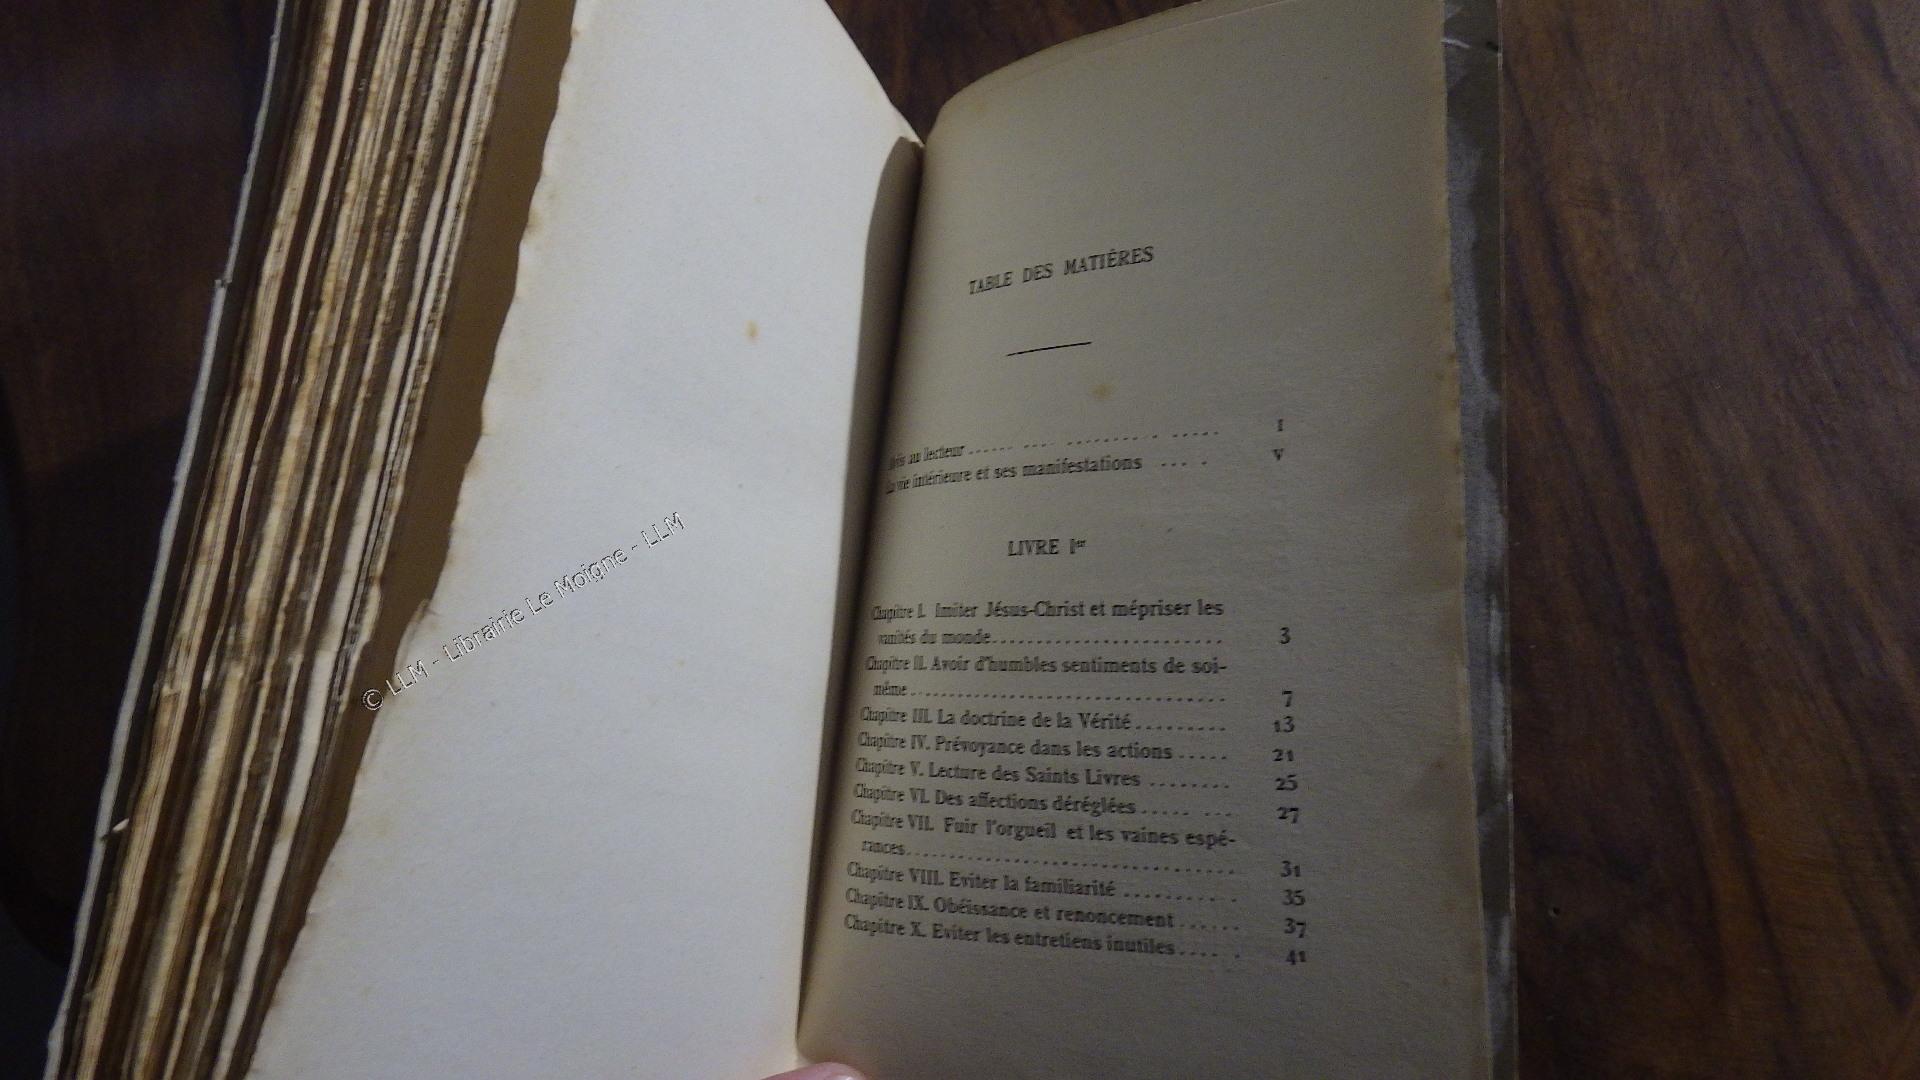 TABLE DES MATIÈRES
Avis au lecteur...... .... .......... . ..... I
La vie intérieure et ses manifestations .... . V
LIVRE Ier
Chapitre I. Imiter Jésus-Christ et mépriser les
vanités du monde........................... 3
Chapitre II. Avoir d'humbles sentiments de soi-
même .................................... 7
Chapitre III. La doctrine de la Vérité......... 13
Chapitre IV. Prévoyance dans les actions ..... 21
Chapitre V. Lecture des Saints Livres ........ 25
Chapitre VI. Des affections déréglées..... .. ... 27
Chapitre VII. Fuir l'orgueil et les vaines espé-
rances.................................... 31
Chapitre VIII. Eviter la familiarité .......... . 35
Chapitre IX. Obéissance et renoncement ...... 37
Chapitre X. Eviter les entretiens inutiles.... . 41
© LLM - Librairie Le Moigne - LLM